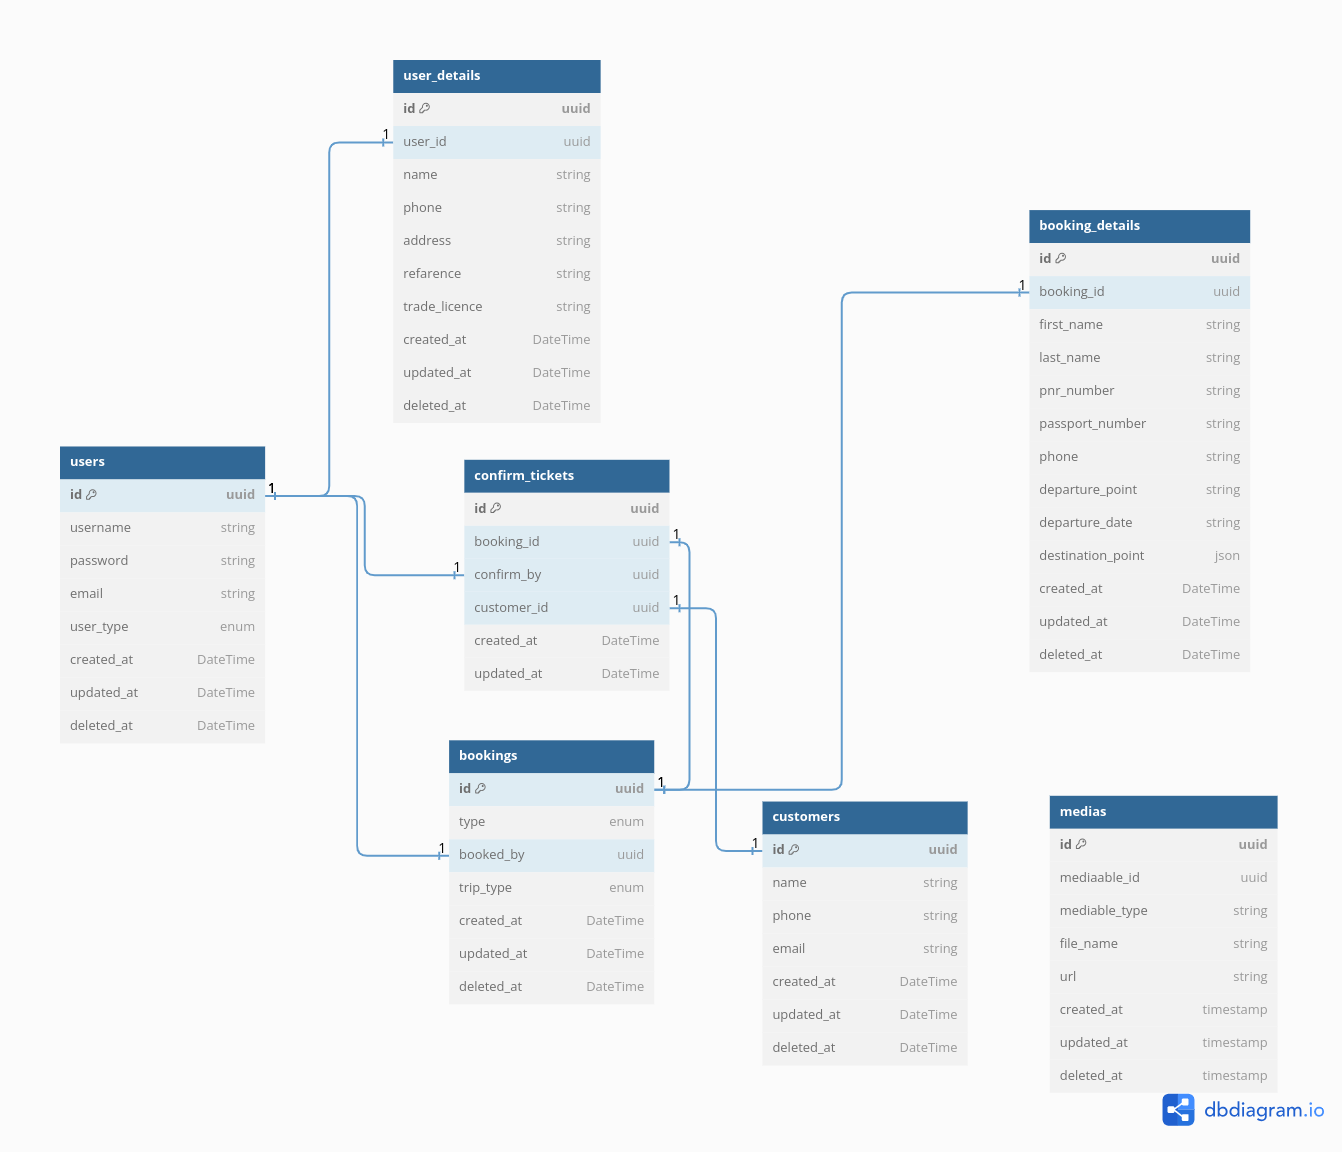 user_details
id uuid
user_id uuid
name string
phone string
address string
refarence string
trade_licence string
created_at DateTime
updated_at DateTime
deleted_at DateTime
1
booking_details
id uuid
booking_id uuid
first_name string
last_name string
pnr_number string
passport_number string
phone string
departure_point string
departure_date string
destination_point json
created_at DateTime
updated_at DateTime
deleted_at DateTime
1
users
id uuid
username string
password string
email string
user_type enum
created_at DateTime
updated_at DateTime
deleted_at DateTime
1
confirm_tickets
id uuid
booking_id uuid
confirm_by uuid
customer_id uuid
created_at DateTime
updated_at DateTime
1
1
1
bookings
id uuid
type enum
booked_by uuid
trip_type enum
created_at DateTime
updated_at DateTime
deleted_at DateTime
1
1
customers
id uuid
name string
phone string
email string
created_at DateTime
updated_at DateTime
deleted_at DateTime
1
medias
id uuid
mediaable_id uuid
mediable_type string
file_name string
url string
created_at timestamp
updated_at timestamp
deleted_at timestamp
dbdiagram.io